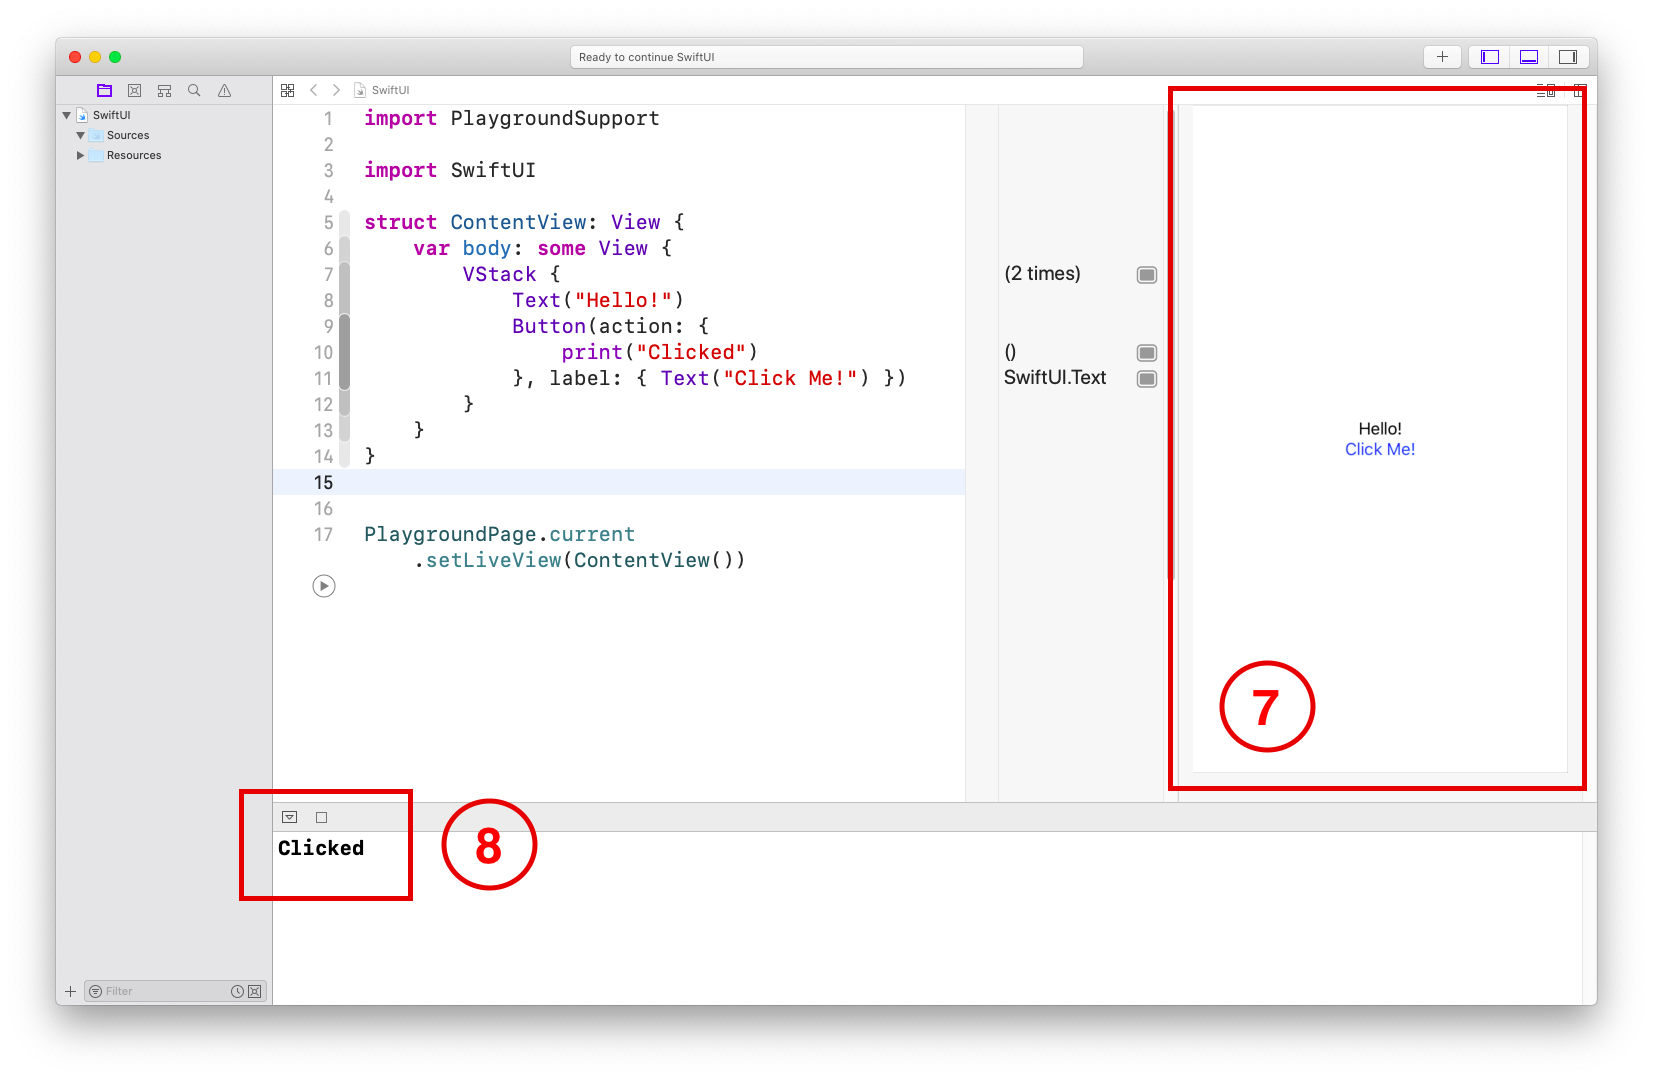 Ready to continue SwiftUI
SwiftUI
SwiftUI
Sources
Resources
1 import PlaygroundSupport
2
3 import SwiftUI
4
5 struct ContentView: View {
6 var body: some View {
7 VStack { (2 times)
8 Text("Hello!")
9 Button(action: {
10 print("Clicked") ()
11 }, label: { Text("Click Me!") }) SwiftUI.Text
12 }
13 }
14 }
15
16
17 PlaygroundPage.current
.setLiveView(ContentView())
Hello!
Click Me!
7
Clicked
8
Filter